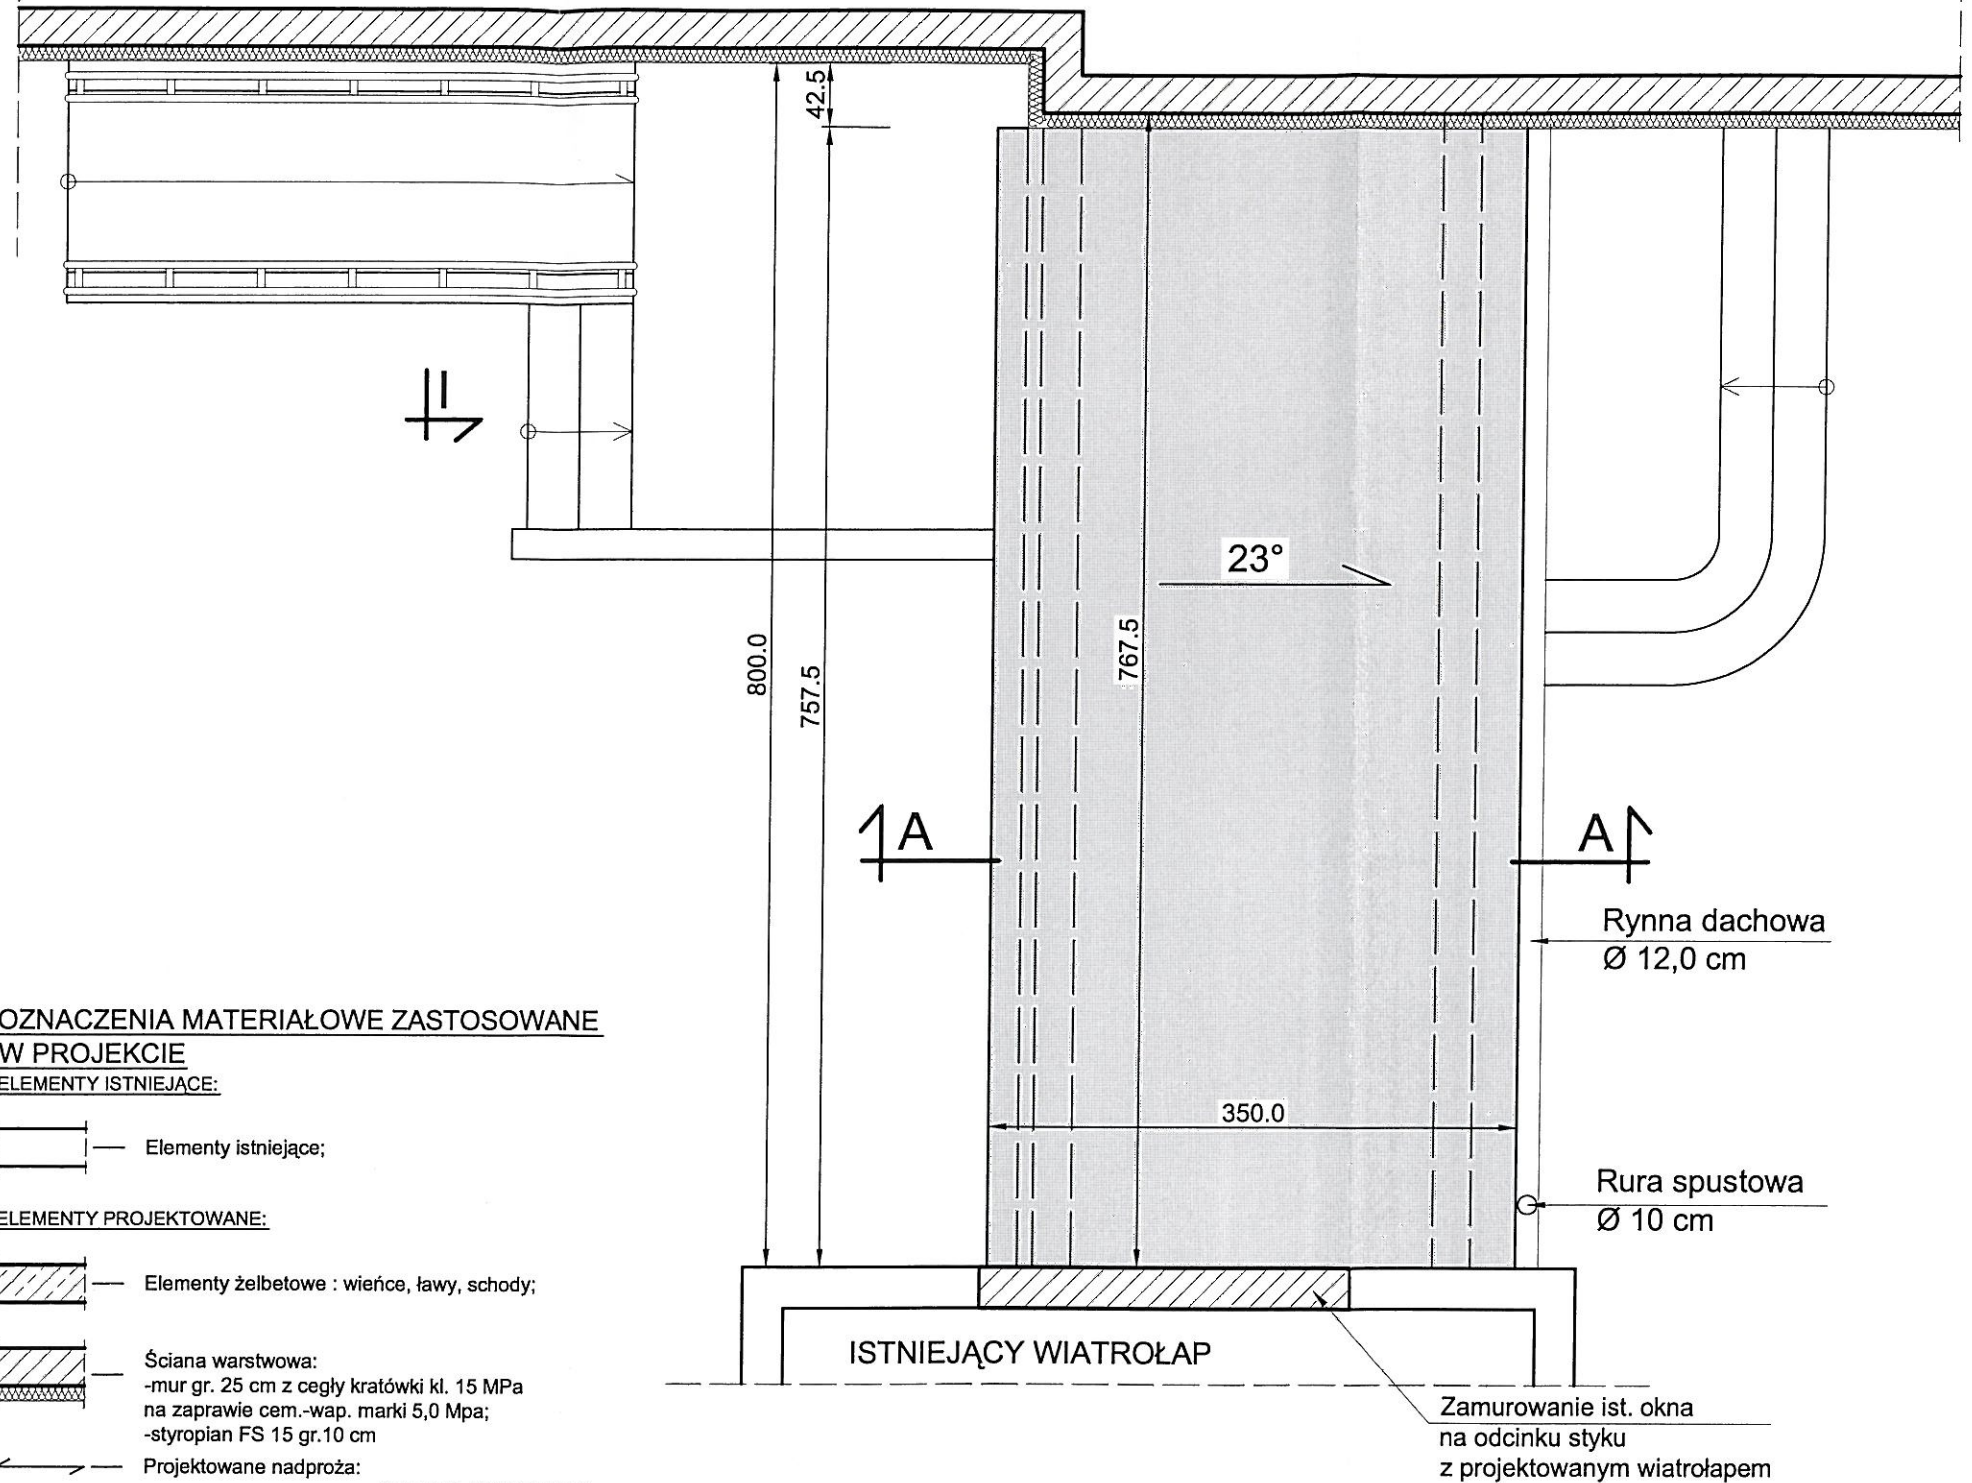 42.5
II
23°
800.0
757.5
767.5
A
A
Rynna dachowa
Ø 12,0 cm
350.0
Rura spustowa
Ø 10 cm
ISTNIEJĄCY WIATROŁAP
Zamurowanie ist. okna
na odcinku styku
z projektowanym wiatrołapem
OZNACZENIA MATERIAŁOWE ZASTOSOWANE
W PROJEKCIE
ELEMENTY ISTNIEJĄCE:
Elementy istniejące;
ELEMENTY PROJEKTOWANE:
Elementy żelbetowe : wieńce, ławy, schody;
Ściana warstwowa:
-mur gr. 25 cm z cegły kratówki kl. 15 MPa
na zaprawie cem.-wap. marki 5,0 Mpa;
-styropian FS 15 gr.10 cm
Projektowane nadproża: